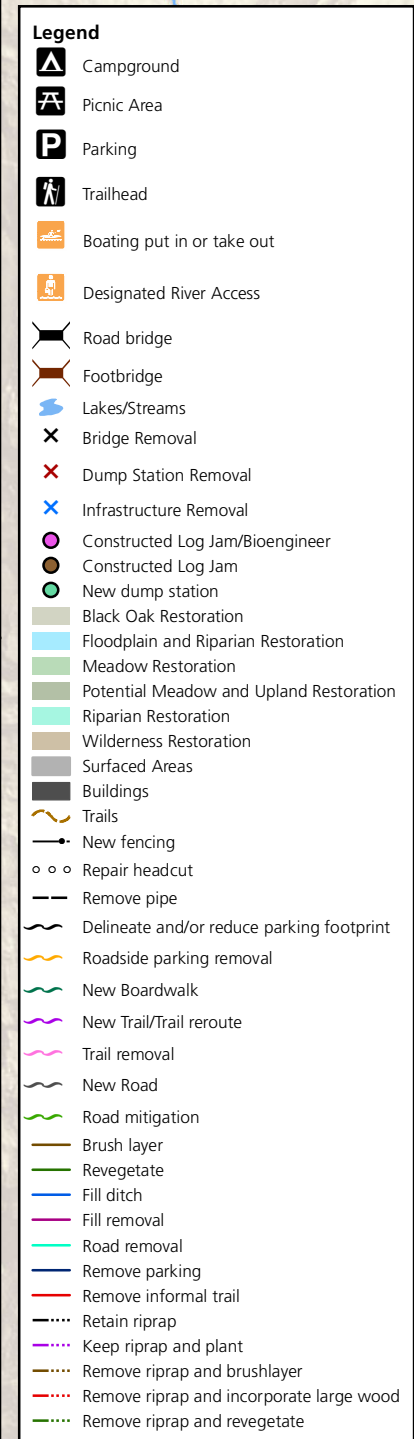 Legend
Campground
Picnic Area
P Parking
Trailhead
Boating put in or take out
Designated River Access
Road bridge
Footbridge
Lakes/Streams
Bridge Removal
Dump Station Removal
Infrastructure Removal
Constructed Log Jam/Bioengineer
Constructed Log Jam
New dump station
Black Oak Restoration
Floodplain and Riparian Restoration
Meadow Restoration
Potential Meadow and Upland Restoration
Riparian Restoration
Wilderness Restoration
Surfaced Areas
Buildings
Trails
New fencing
Repair headcut
Remove pipe
Delineate and/or reduce parking footprint
Roadside parking removal
New Boardwalk
New Trail/Trail reroute
Trail removal
New Road
Road mitigation
Brush layer
Revegetate
Fill ditch
Fill removal
Road removal
Remove parking
Remove informal trail
Retain riprap
Keep riprap and plant
Remove riprap and brushlayer
Remove riprap and incorporate large wood
Remove riprap and revegetate